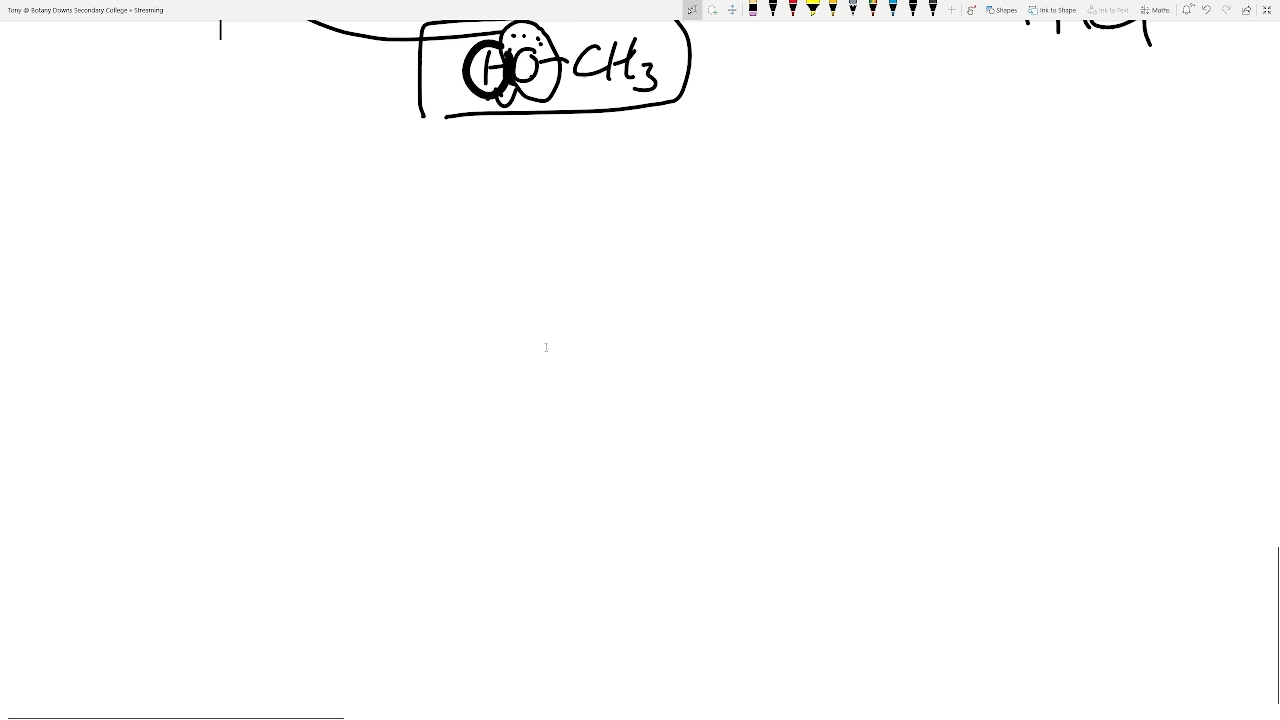 Tony @ Botany Downs Secondary College » Streaming
Shapes Ink to Shape Ink to Text Maths
HO-CH3